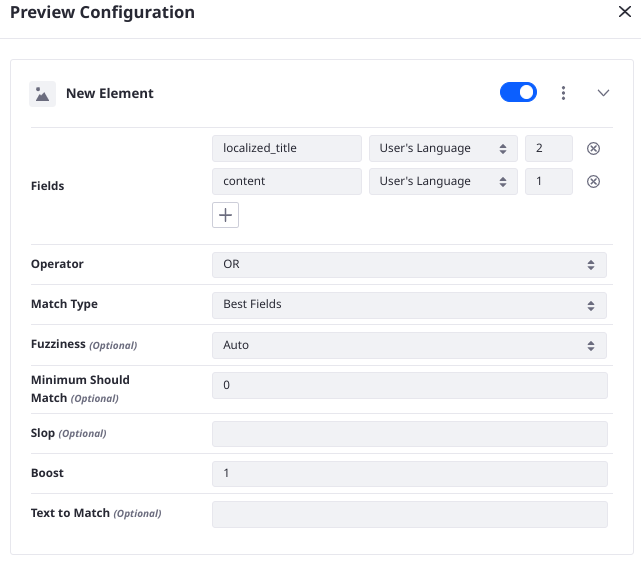 Preview Configuration
New Element
Fields
localized_title User's Language 2
content User's Language 1
Operator OR
Match Type Best Fields
Fuzziness (Optional) Auto
Minimum Should
Match (Optional) 0
Slop (Optional)
Boost 1
Text to Match (Optional)